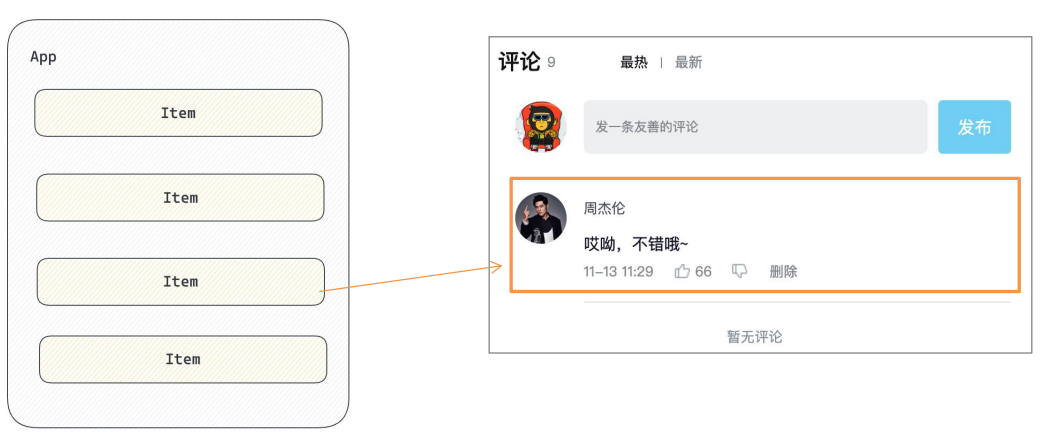 App
Item
Item
Item
Item
评论 9 最热 | 最新
发一条友善的评论 发布
周杰伦
哎呦，不错哦~
11-13 11:29 66 删除
暂无评论